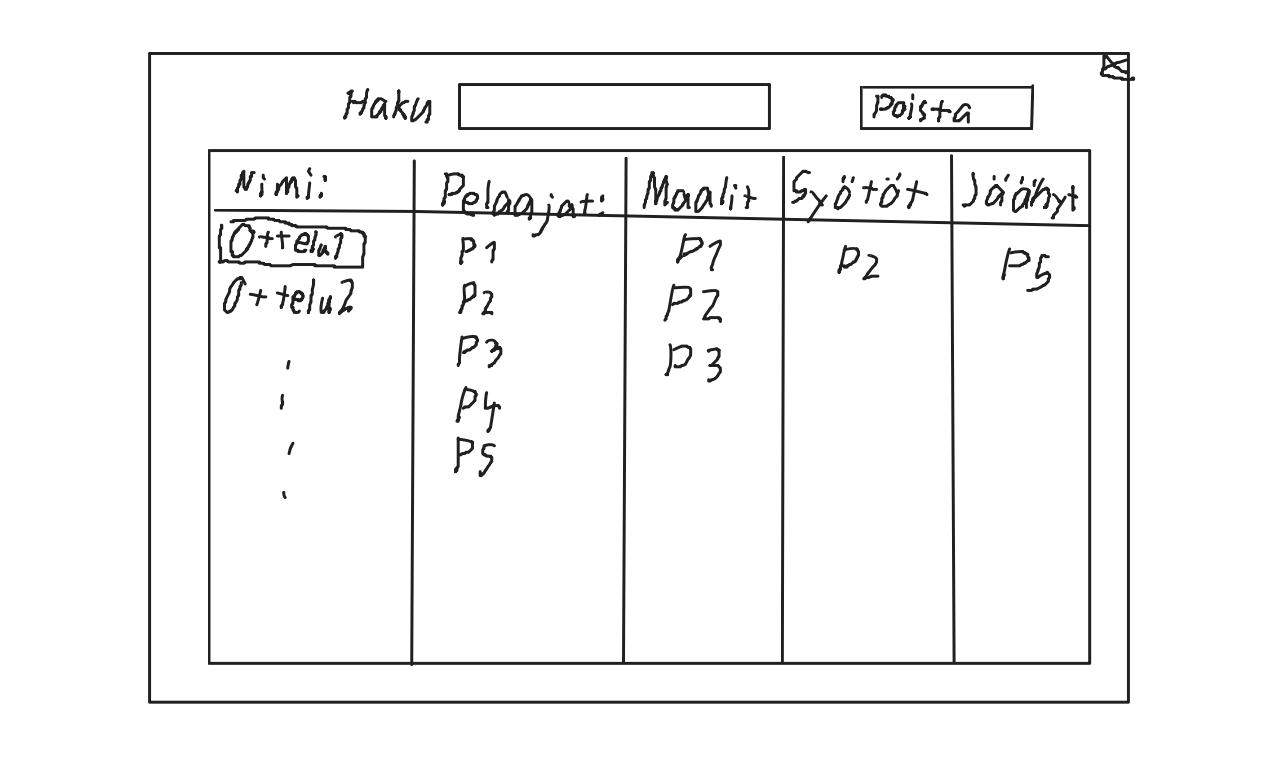 Haku
Poista
Nimi: Pelaajat: Maalit Syötöt Jäähyt
Ottelu1 P1 P1 P2 P5
Ottelu2 P2 P2
P3 P3
P4
P5